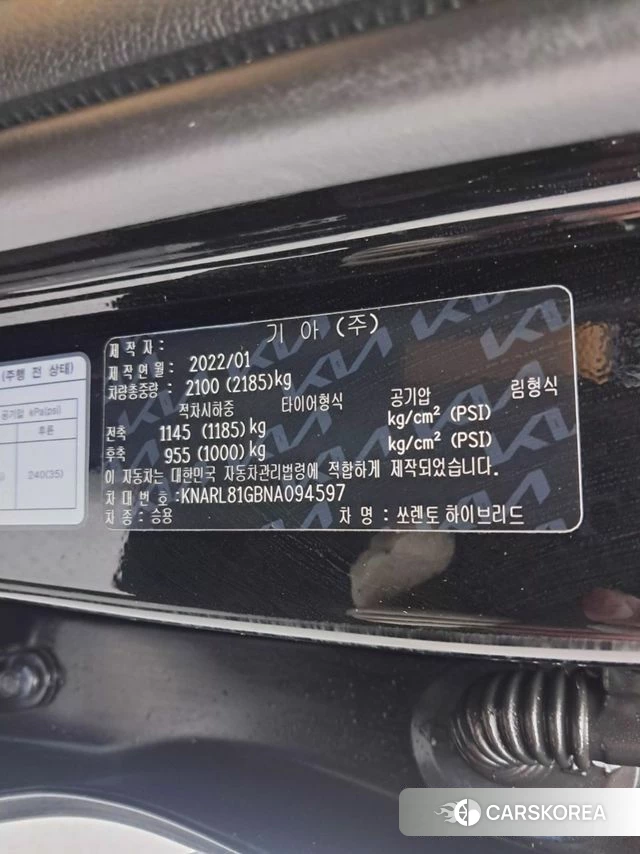 기 아 (주)
제 작 자 :
제 작 연 월 : 2022/01
차량총중량 : 2100 (2185)kg
적차시하중 타이어형식 공기압 림형식
전축 1145 (1185) kg kg/cm² (PSI)
후축 955 (1000) kg kg/cm² (PSI)
이 자동차는 대한민국 자동차관리법령에 적합하게 제작되었습니다.
차 대 번 호 :KNARL81GBNA094597
차 종 : 승용 차 명 : 쏘렌토 하이브리드
(주행 전 상태)
공기압 kPa(psi)
후륜
240(35)
KIA
CARSKOREA